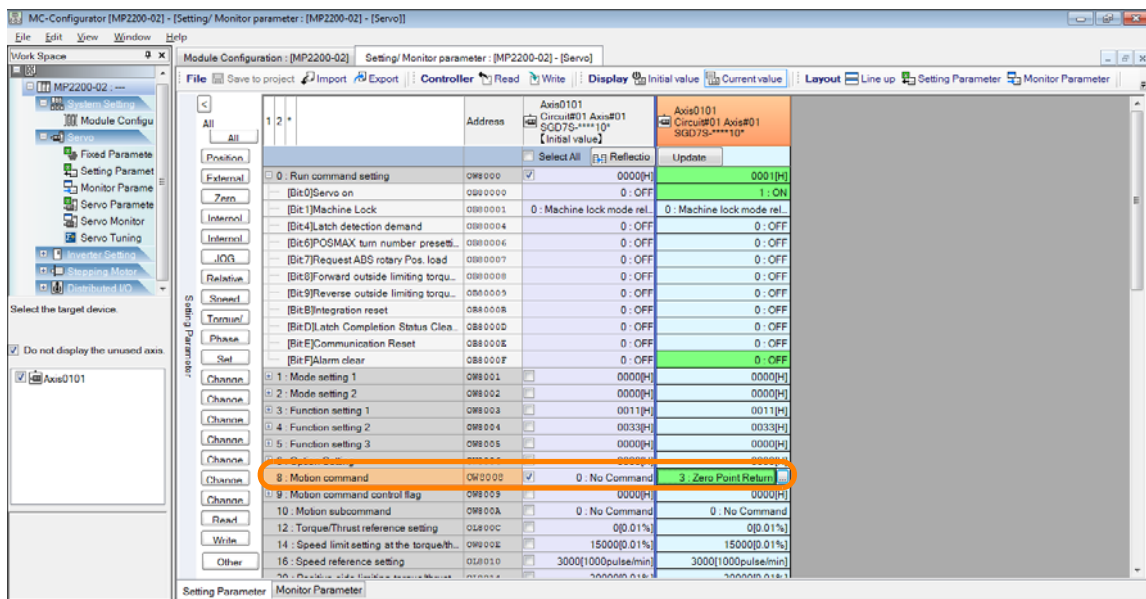 MC-Configurator [MP2200-02] - [Setting/ Monitor parameter : [MP2200-02] - [Servo]]
File Edit View Window Help
Work Space
MP2200-02 : ---
System Setting
Module Configu
Servo
Fixed Paramete
Setting Paramet
Monitor Parame
Servo Paramete
Servo Monitor
Servo Tuning
Inverter Setting
Stepping Motor
Distributed I/O
Select the target device.
Do not display the unused axis.
Axis0101
Module Configuration : [MP2200-02] Setting/ Monitor parameter : [MP2200-02] - [Servo]
File Save to project Import Export Controller Read Write Display Initial value Current value Layout Line up Setting Parameter Monitor Parameter
<
All
All
Position
External
Zero
Internol
Internol
JOG
Relative
Speed
Torque/
Phase
Set
Change
Change
Change
Change
Change
Change
Change
Read
Write
Other
Setting Parameter
1 2 * Address Axis0101 Circuit#01 Axis#01 SGD7S-****10* 【Initial value】 Axis0101 Circuit#01 Axis#01 SGD7S-****10*
Select All Reflectio Update
0 : Run command setting OW8000 0000[H] 0001[H]
[Bit:0]Servo on OB80000 0 : OFF 1 : ON
[Bit:1]Machine Lock OB80001 0 : Machine lock mode rel... 0 : Machine lock mode rel...
[Bit:4]Latch detection demand OB80004 0 : OFF 0 : OFF
[Bit:6]POSMAX turn number presetti... OB80006 0 : OFF 0 : OFF
[Bit:7]Request ABS rotary Pos. load OB80007 0 : OFF 0 : OFF
[Bit:8]Forward outside limiting torqu... OB80008 0 : OFF 0 : OFF
[Bit:9]Reverse outside limiting torqu... OB80009 0 : OFF 0 : OFF
[Bit:B]Integration reset OB8000B 0 : OFF 0 : OFF
[Bit:D]Latch Completion Status Clea... OB8000D 0 : OFF 0 : OFF
[Bit:E]Communication Reset OB8000E 0 : OFF 0 : OFF
[Bit:F]Alarm clear OB8000F 0 : OFF 0 : OFF
1 : Mode setting 1 OW8001 0000[H] 0000[H]
2 : Mode setting 2 OW8002 0000[H] 0000[H]
3 : Function setting 1 OW8003 0011[H] 0011[H]
4 : Function setting 2 OW8004 0033[H] 0033[H]
5 : Function setting 3 OW8005 0000[H] 0000[H]
8 : Motion command OW8008 0 : No Command 3 : Zero Point Return ...
9 : Motion command control flag OW8009 0000[H] 0000[H]
10 : Motion subcommand OW800A 0 : No Command 0 : No Command
12 : Torque/Thrust reference setting OL800C 0[0.01%] 0[0.01%]
14 : Speed limit setting at the torque/th... OW800E 15000[0.01%] 15000[0.01%]
16 : Speed reference setting OL8010 3000[1000pulse/min] 3000[1000pulse/min]
Setting Parameter Monitor Parameter